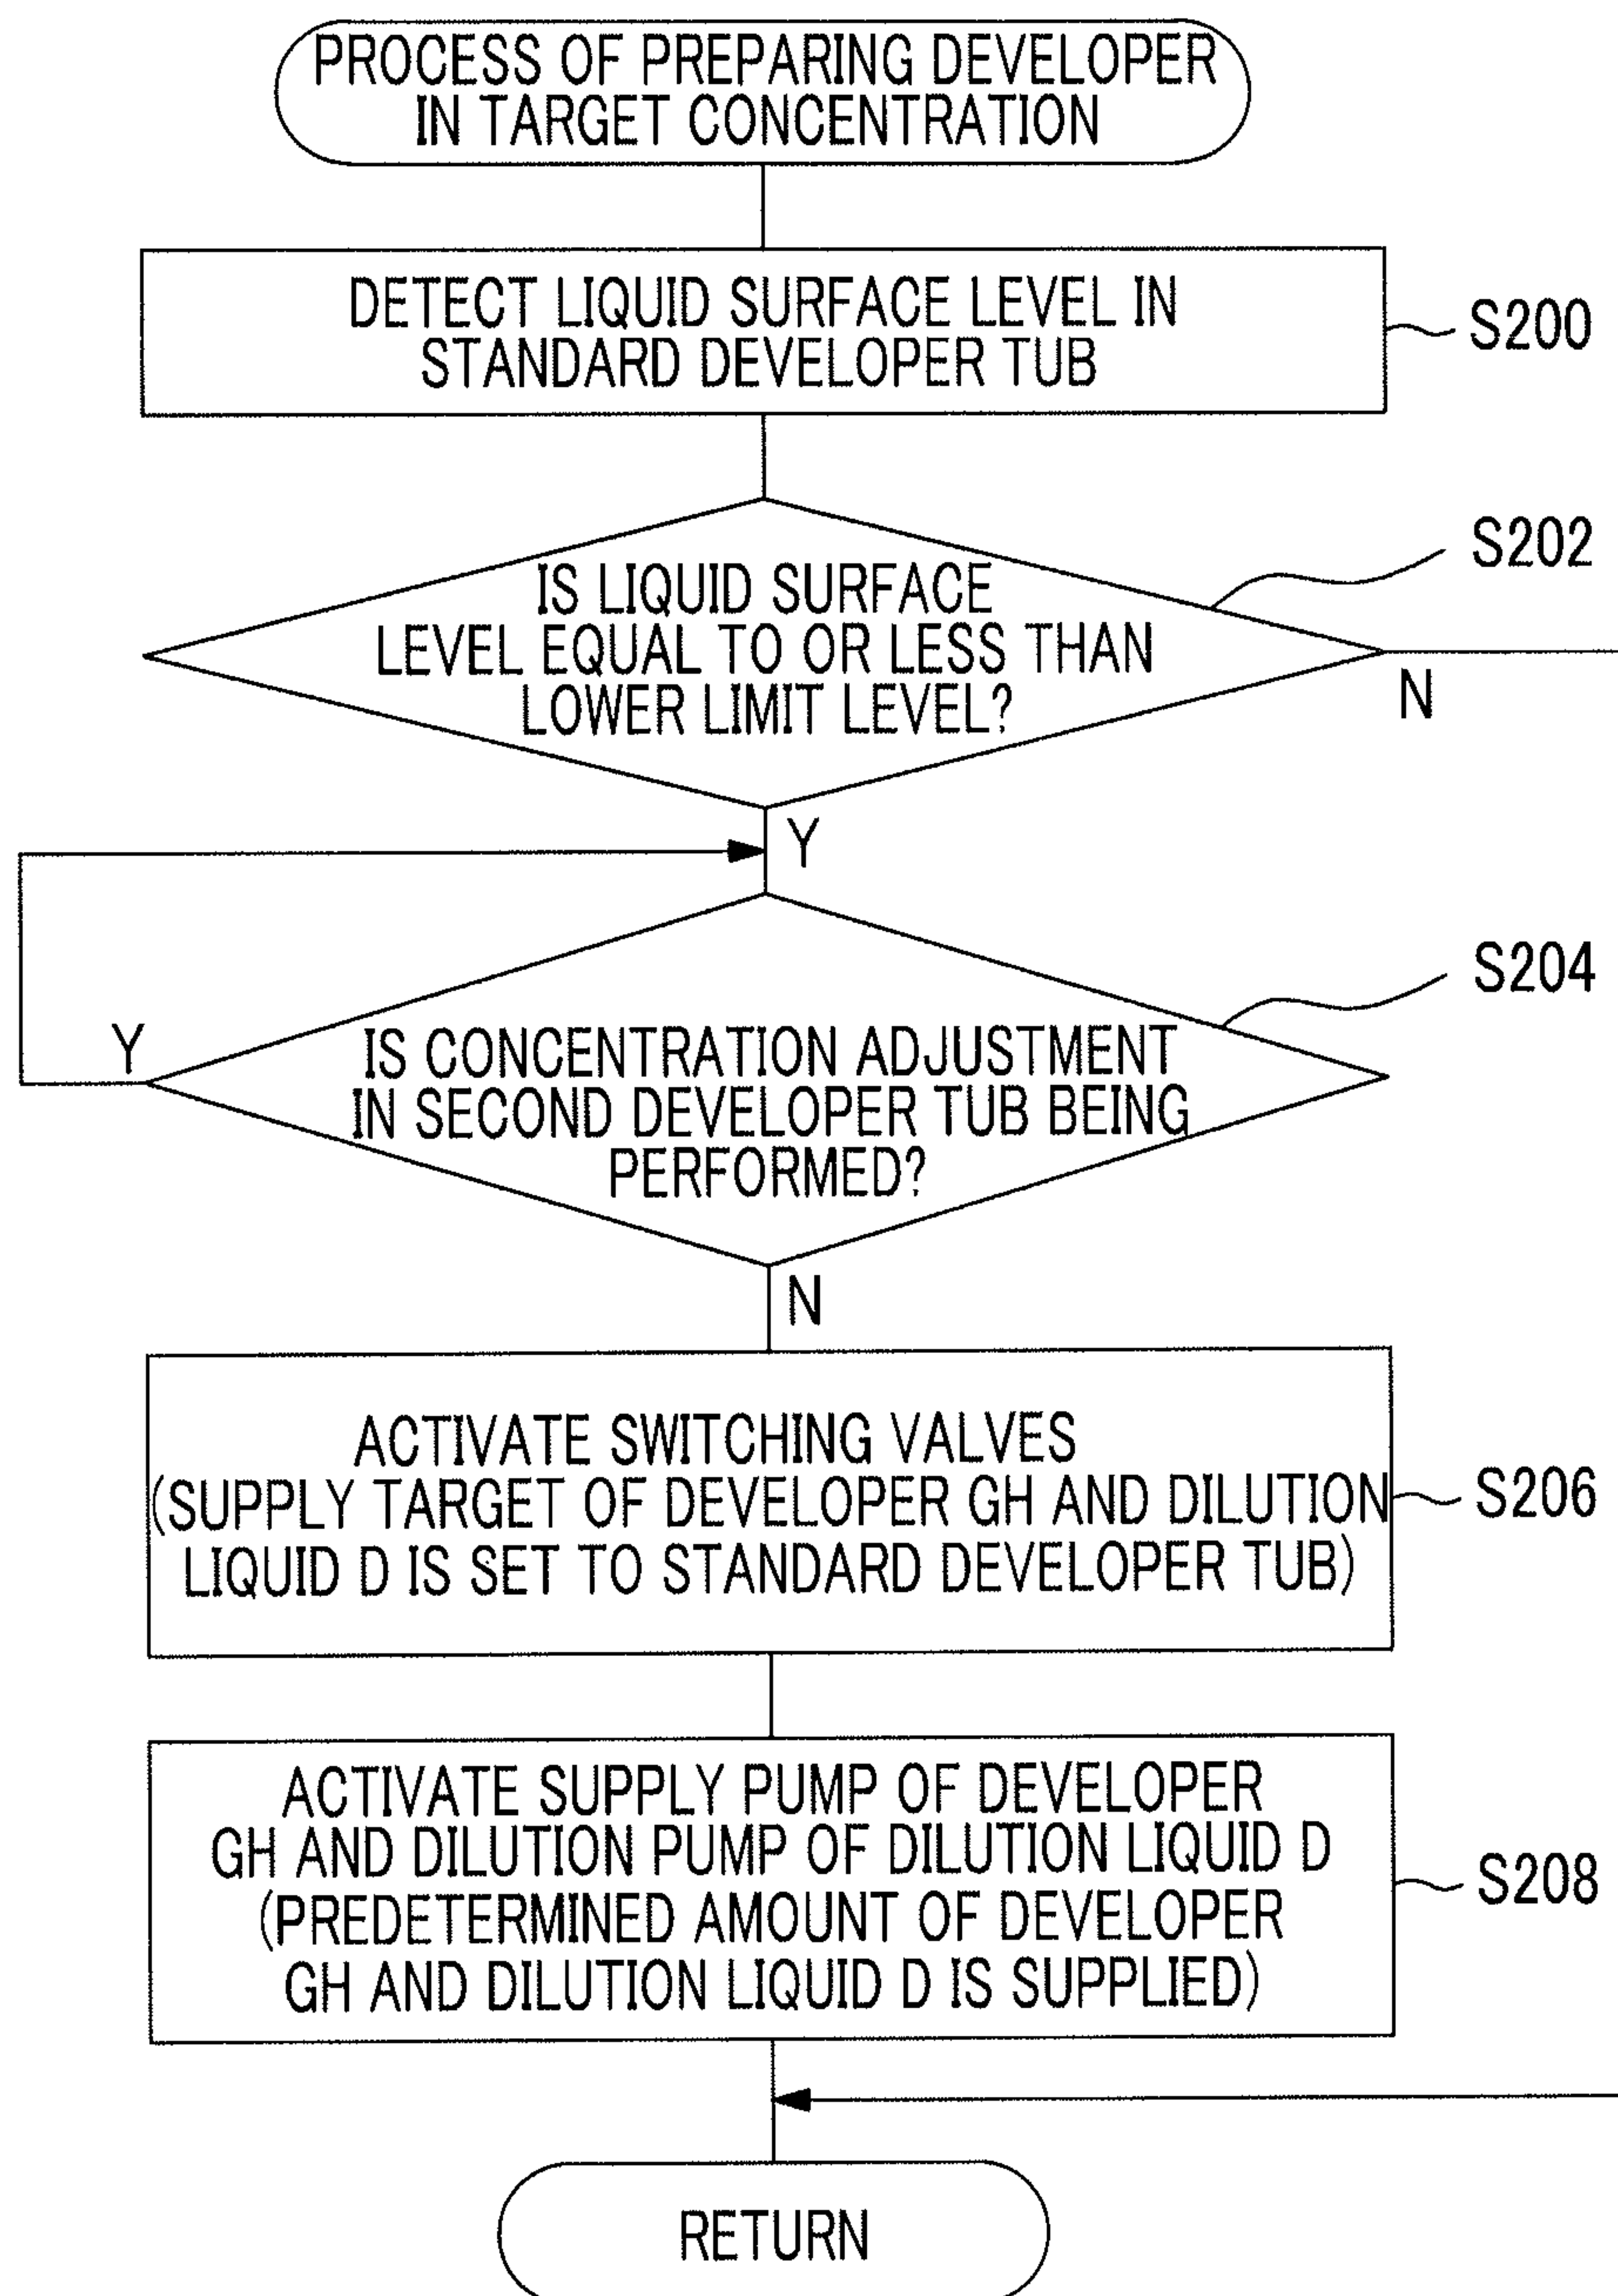 PROCESS OF PREPARING DEVELOPER
IN TARGET CONCENTRATION
DETECT LIQUID SURFACE LEVEL IN
STANDARD DEVELOPER TUB
S200
S202
IS LIQUID SURFACE
LEVEL EQUAL TO OR LESS THAN
LOWER LIMIT LEVEL?
N
Y
S204
Y
IS CONCENTRATION ADJUSTMENT
IN SECOND DEVELOPER TUB BEING
PERFORMED?
N
ACTIVATE SWITCHING VALVES
(SUPPLY TARGET OF DEVELOPER GH AND DILUTION
LIQUID D IS SET TO STANDARD DEVELOPER TUB)
S206
ACTIVATE SUPPLY PUMP OF DEVELOPER
GH AND DILUTION PUMP OF DILUTION LIQUID D
(PREDETERMINED AMOUNT OF DEVELOPER
GH AND DILUTION LIQUID D IS SUPPLIED)
S208
RETURN